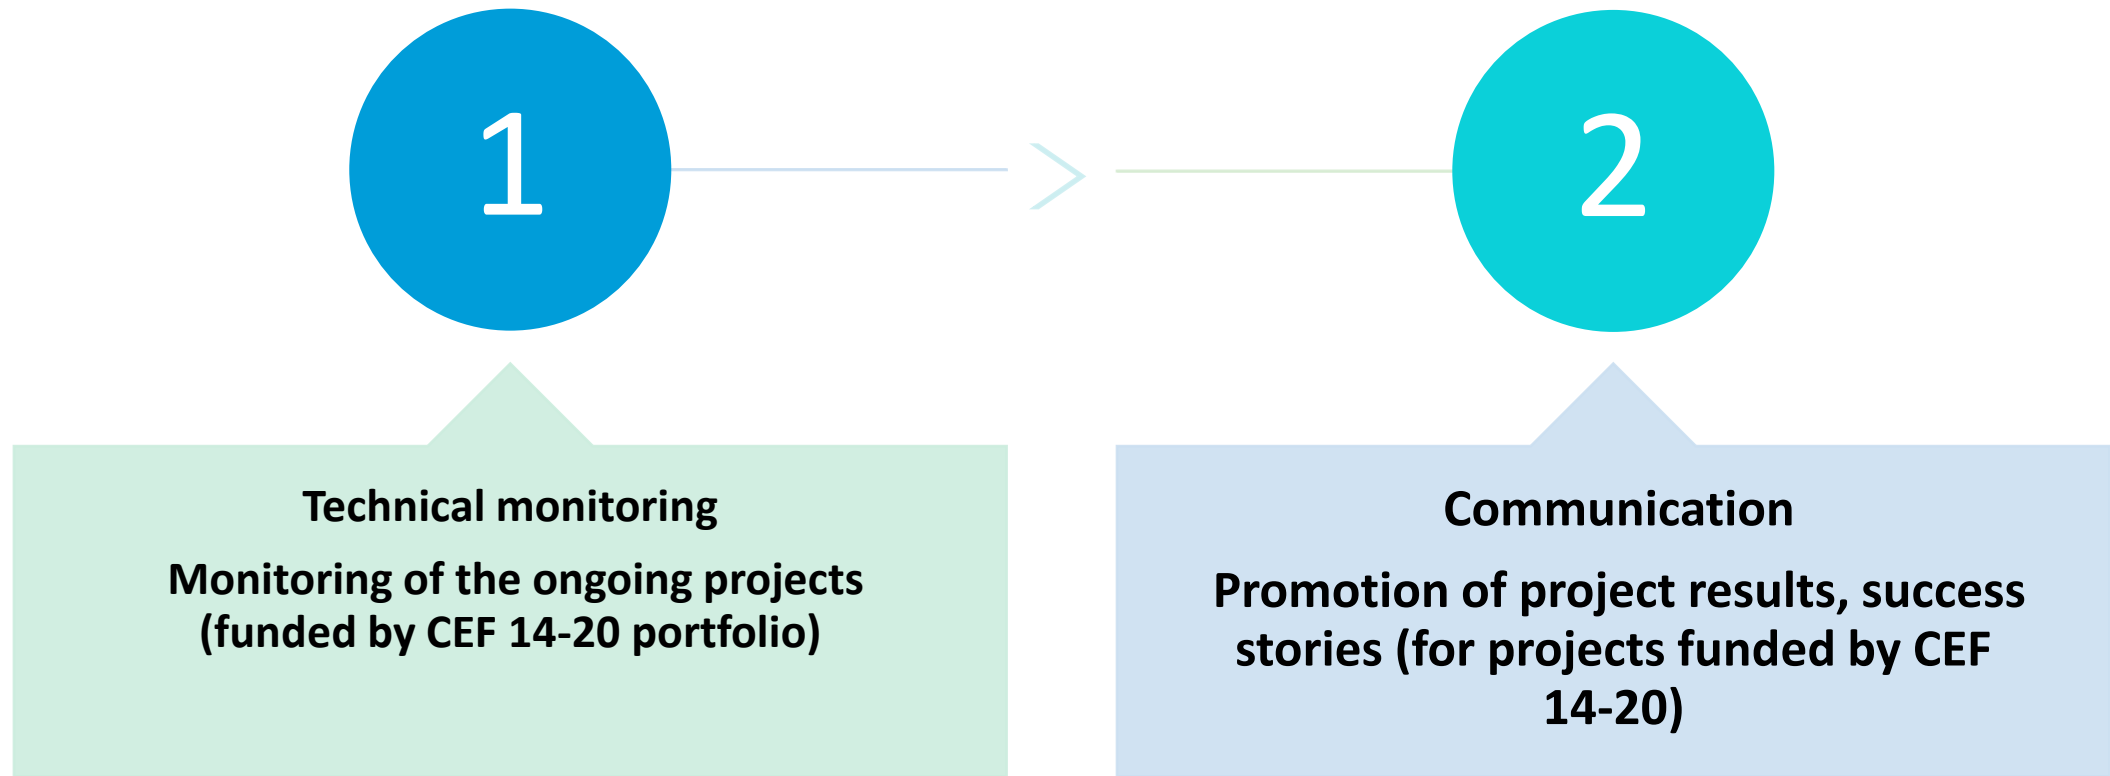 1
2
Technical monitoring
Monitoring of the ongoing projects
(funded by CEF 14-20 portfolio)
Communication
Promotion of project results, success
stories (for projects funded by CEF
14-20)